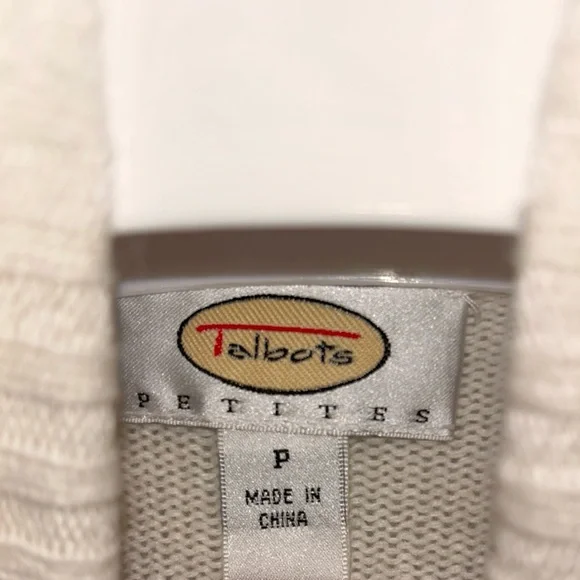 Talbots
PETITES
P
MADE IN
CHINA